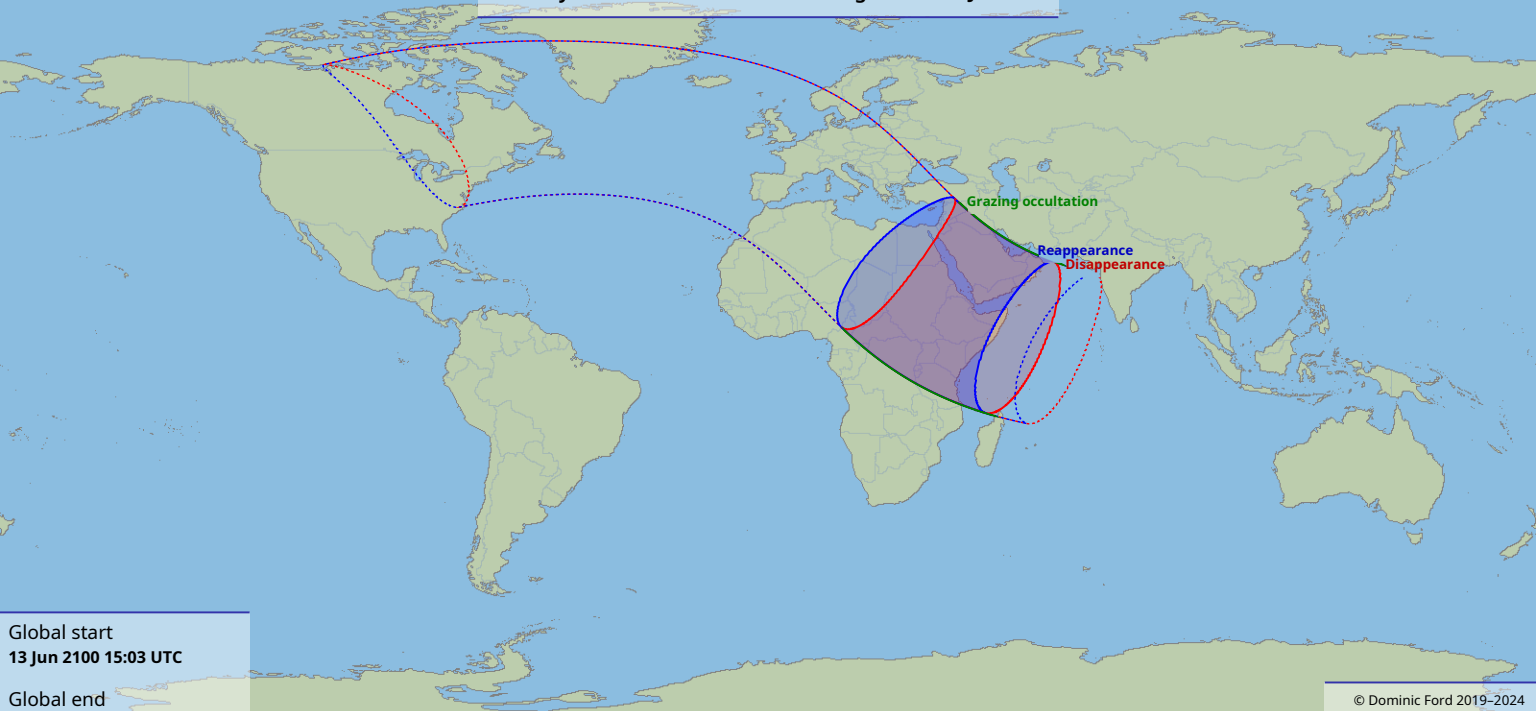 Grazing occultation
Reappearance
Disappearance
Global start
13 Jun 2100 15:03 UTC
Global end
© Dominic Ford 2019–2024